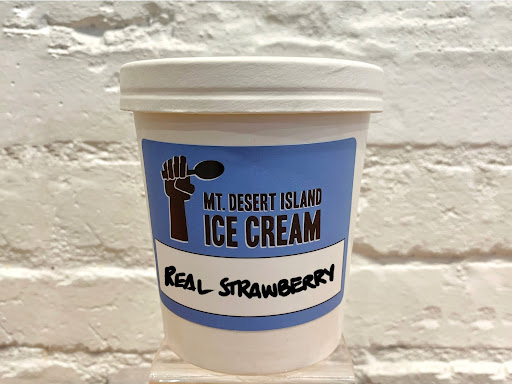 MT. DESERT ISLAND
ICE CREAM
REAL STRAWBERRY